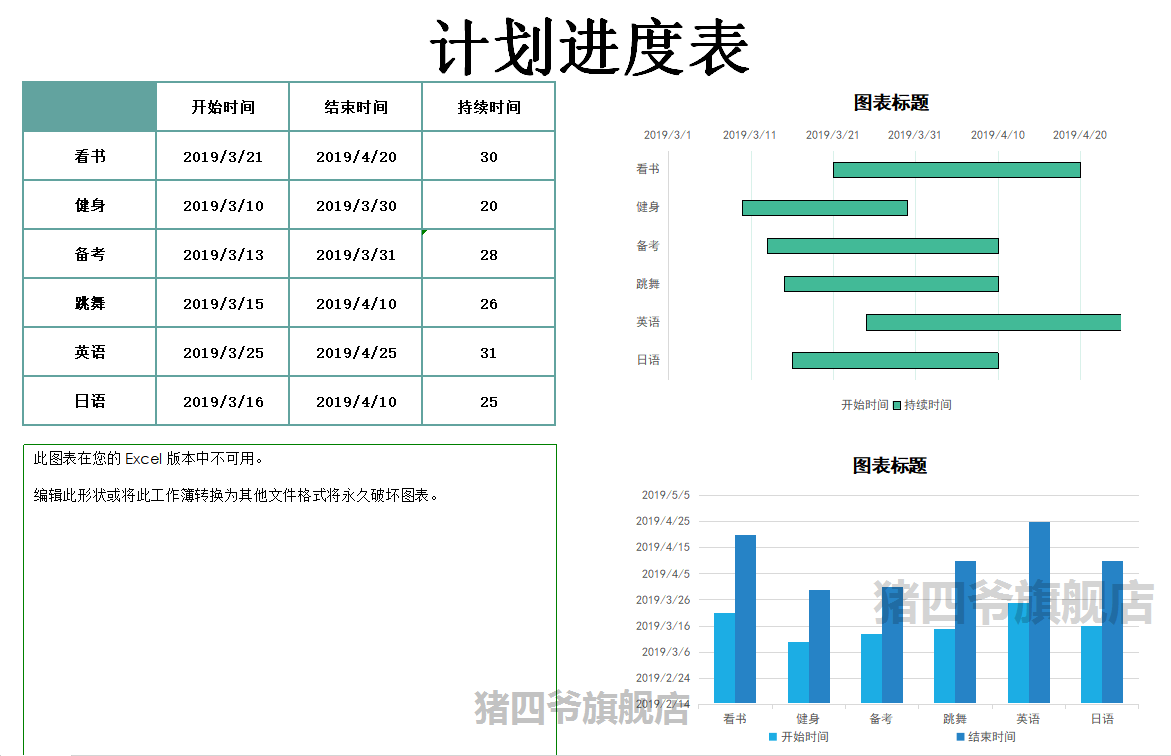 计划进度表
开始时间 结束时间 持续时间
看书 2019/3/21 2019/4/20 30
健身 2019/3/10 2019/3/30 20
备考 2019/3/13 2019/3/31 28
跳舞 2019/3/15 2019/4/10 26
英语 2019/3/25 2019/4/25 31
日语 2019/3/16 2019/4/10 25
此图表在您的 Excel 版本中不可用。
编辑此形状或将此工作簿转换为其他文件格式将永久破坏图表。
图表标题
2019/3/1 2019/3/11 2019/3/21 2019/3/31 2019/4/10 2019/4/20
看书
健身
备考
跳舞
英语
日语
开始时间 持续时间
图表标题
2019/5/5
2019/4/25
2019/4/15
2019/4/5
2019/3/26
2019/3/16
2019/3/6
2019/2/24
2019/2/14
看书 健身 备考 跳舞 英语 日语
开始时间 结束时间
猪四爷旗舰店
猪四爷旗舰店